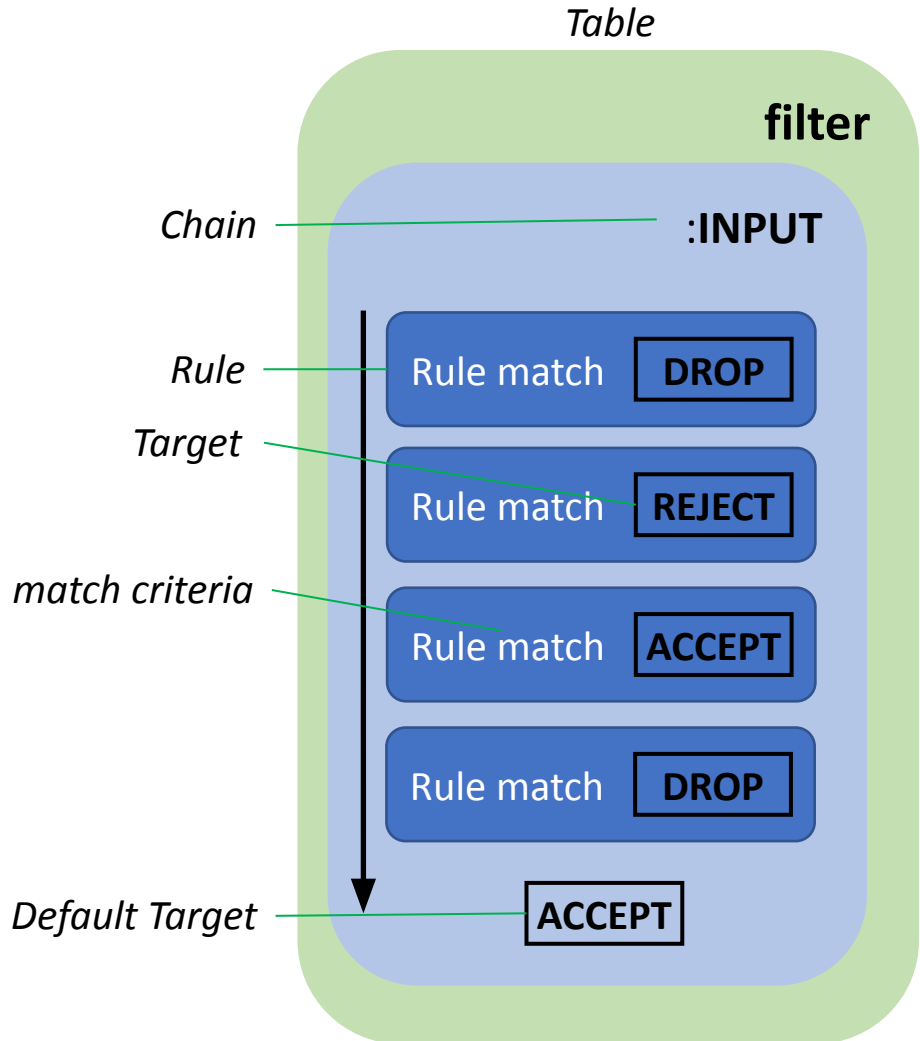 Table
filter
Chain
:INPUT
Rule
Rule match
DROP
Target
Rule match
REJECT
match criteria
Rule match
ACCEPT
Rule match
DROP
Default Target
ACCEPT